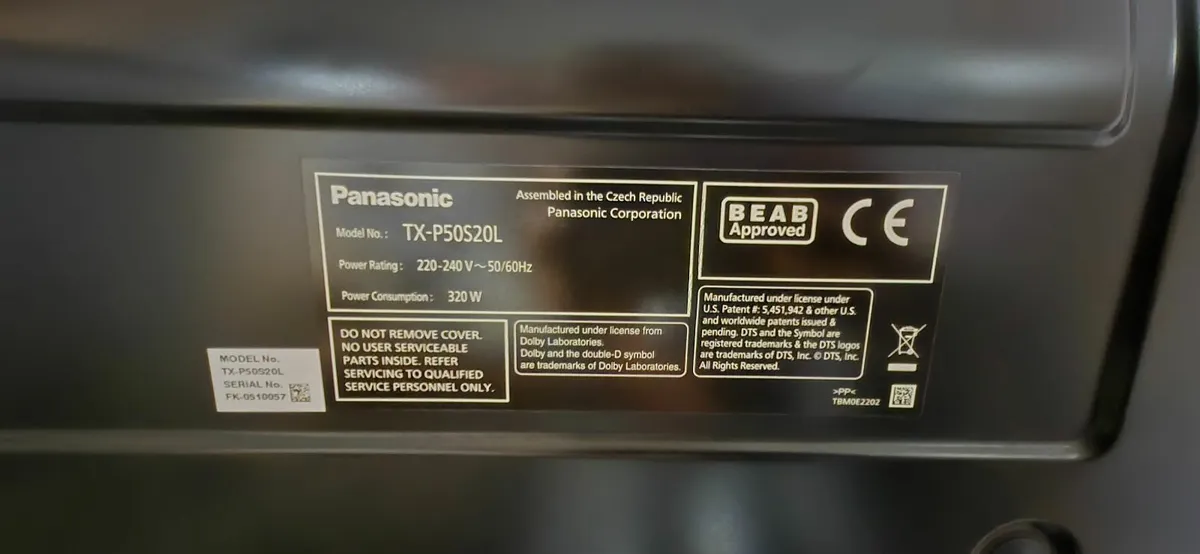 Panasonic
Assembled in the Czech Republic
Panasonic Corporation
Model No.: TX-P50S20L
Power Rating: 220-240 V~50/60Hz
Power Consumption: 320 W
BEAB
Approved
CE
DO NOT REMOVE COVER.
NO USER SERVICEABLE
PARTS INSIDE. REFER
SERVICING TO QUALIFIED
SERVICE PERSONNEL ONLY.
Manufactured under license from
Dolby Laboratories.
Dolby and the double-D symbol
are trademarks of Dolby Laboratories.
Manufactured under license under
U.S. Patent #: 5,451,942 & other U.S.
and worldwide patents issued &
pending. DTS and the Symbol are
registered trademarks & the DTS logos
are trademarks of DTS, Inc. © DTS, Inc.
All Rights Reserved.
>PP<
TBM0E2202
MODEL No.
TX-P50S20L
SERIAL No.
FK-0510057